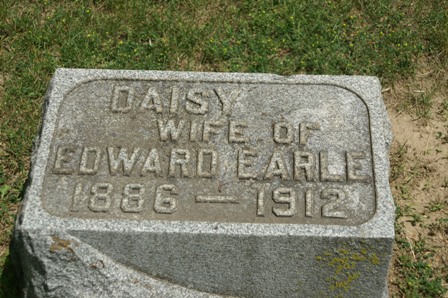 DAISY
WIFE OF
EDWARD EARLE
1886 — 1912